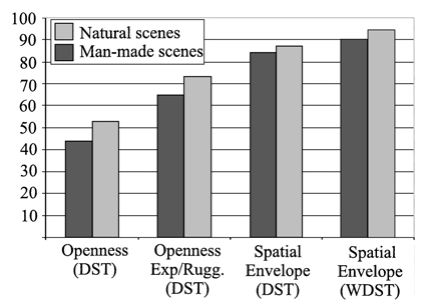 100
90
80
70
60
50
40
30
20
10
Natural scenes
Man-made scenes
Openness
(DST)
Openness
Exp/Rugg.
(DST)
Spatial
Envelope
(DST)
Spatial
Envelope
(WDST)